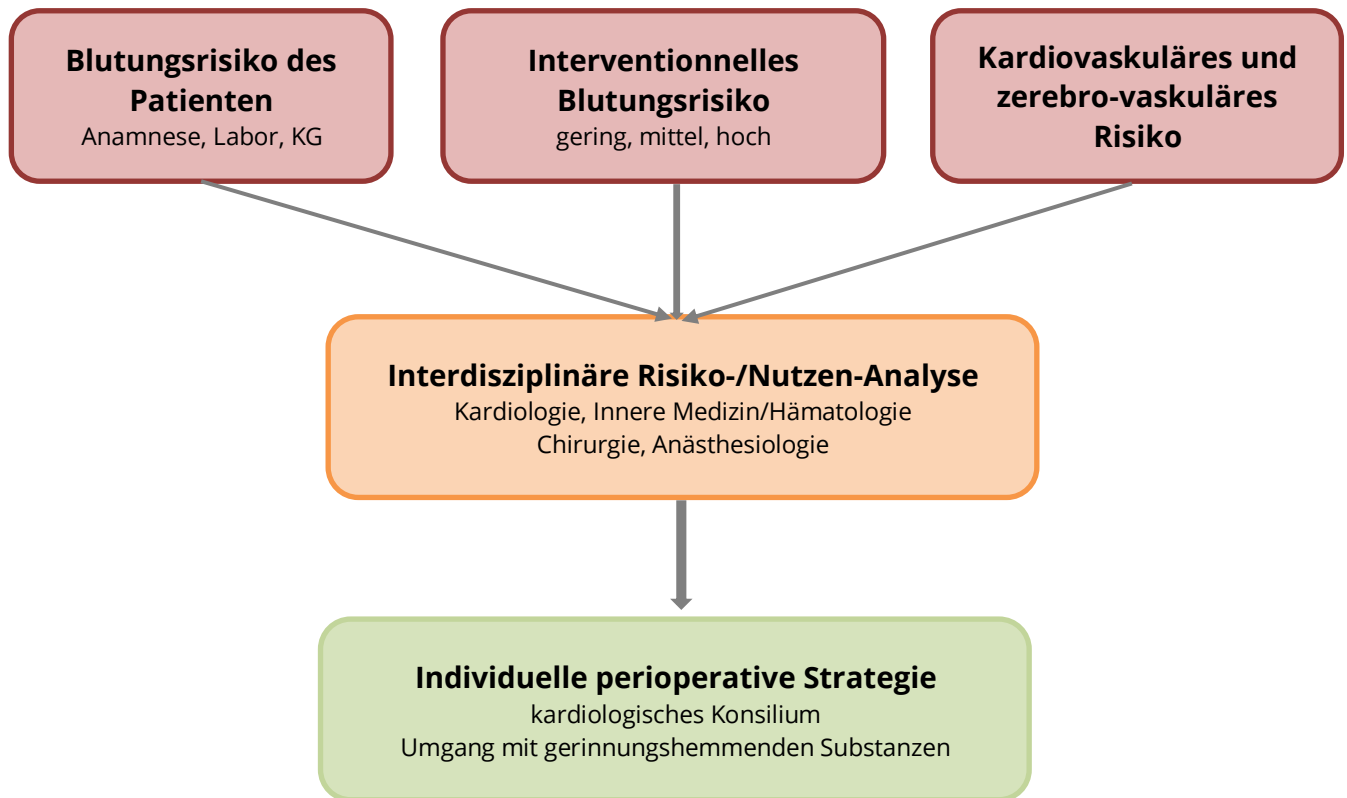 Blutungsrisiko des
Patienten
Anamnese, Labor, KG
Interventionnelles
Blutungsrisiko
gering, mittel, hoch
Kardiovaskuläres und
zerebro-vaskuläres
Risiko
Interdisziplinäre Risiko-/Nutzen-Analyse
Kardiologie, Innere Medizin/Hämatologie
Chirurgie, Anästhesiologie
Individuelle perioperative Strategie
kardiologisches Konsilium
Umgang mit gerinnungshemmenden Substanzen